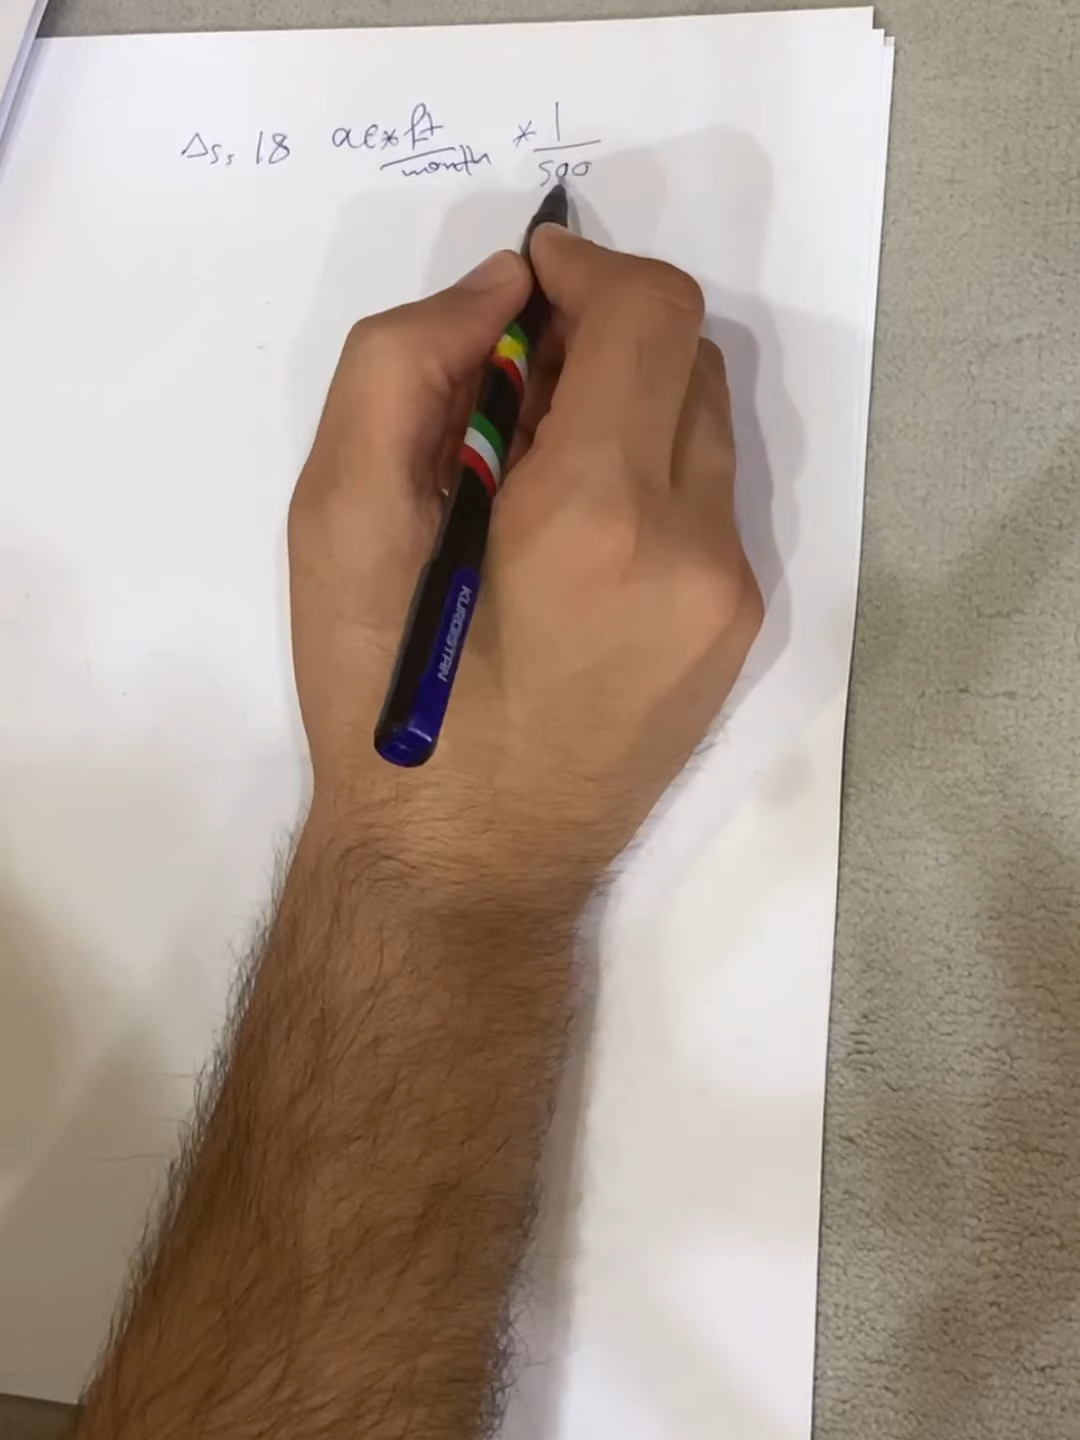 Δs = 18 ac*ft/month * 1/500
KURDISTAN